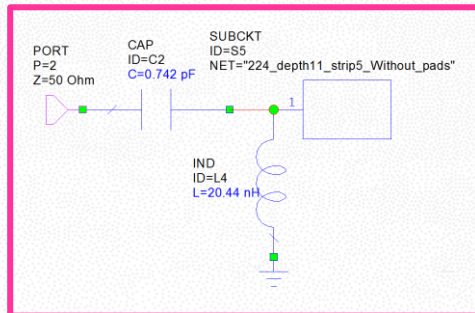 PORT
P=2
Z=50 Ohm
CAP
ID=C2
C=0.742 pF
SUBCKT
ID=S5
NET="224_depth11_strip5_Without_pads"
1
IND
ID=L4
L=20.44 nH